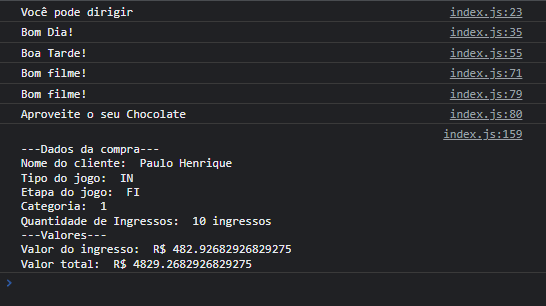 Você pode dirigir index.js:23
Bom Dia! index.js:35
Boa Tarde! index.js:55
Bom filme! index.js:71
Bom filme! index.js:79
Aproveite o seu Chocolate index.js:80
index.js:159
---Dados da compra---
Nome do cliente:  Paulo Henrique
Tipo do jogo:  IN
Etapa do jogo:  FI
Categoria:  1
Quantidade de Ingressos:  10 ingressos
---Valores---
Valor do ingresso:  R$ 482.92682926829275
Valor total:  R$ 4829.2682926829275